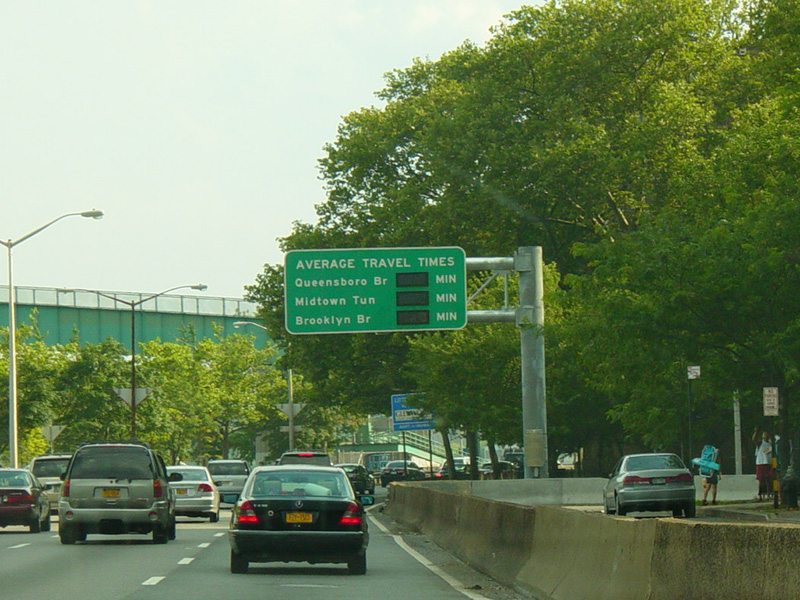 AVERAGE TRAVEL TIMES
Queensboro Br MIN
Midtown Tun MIN
Brooklyn Br MIN